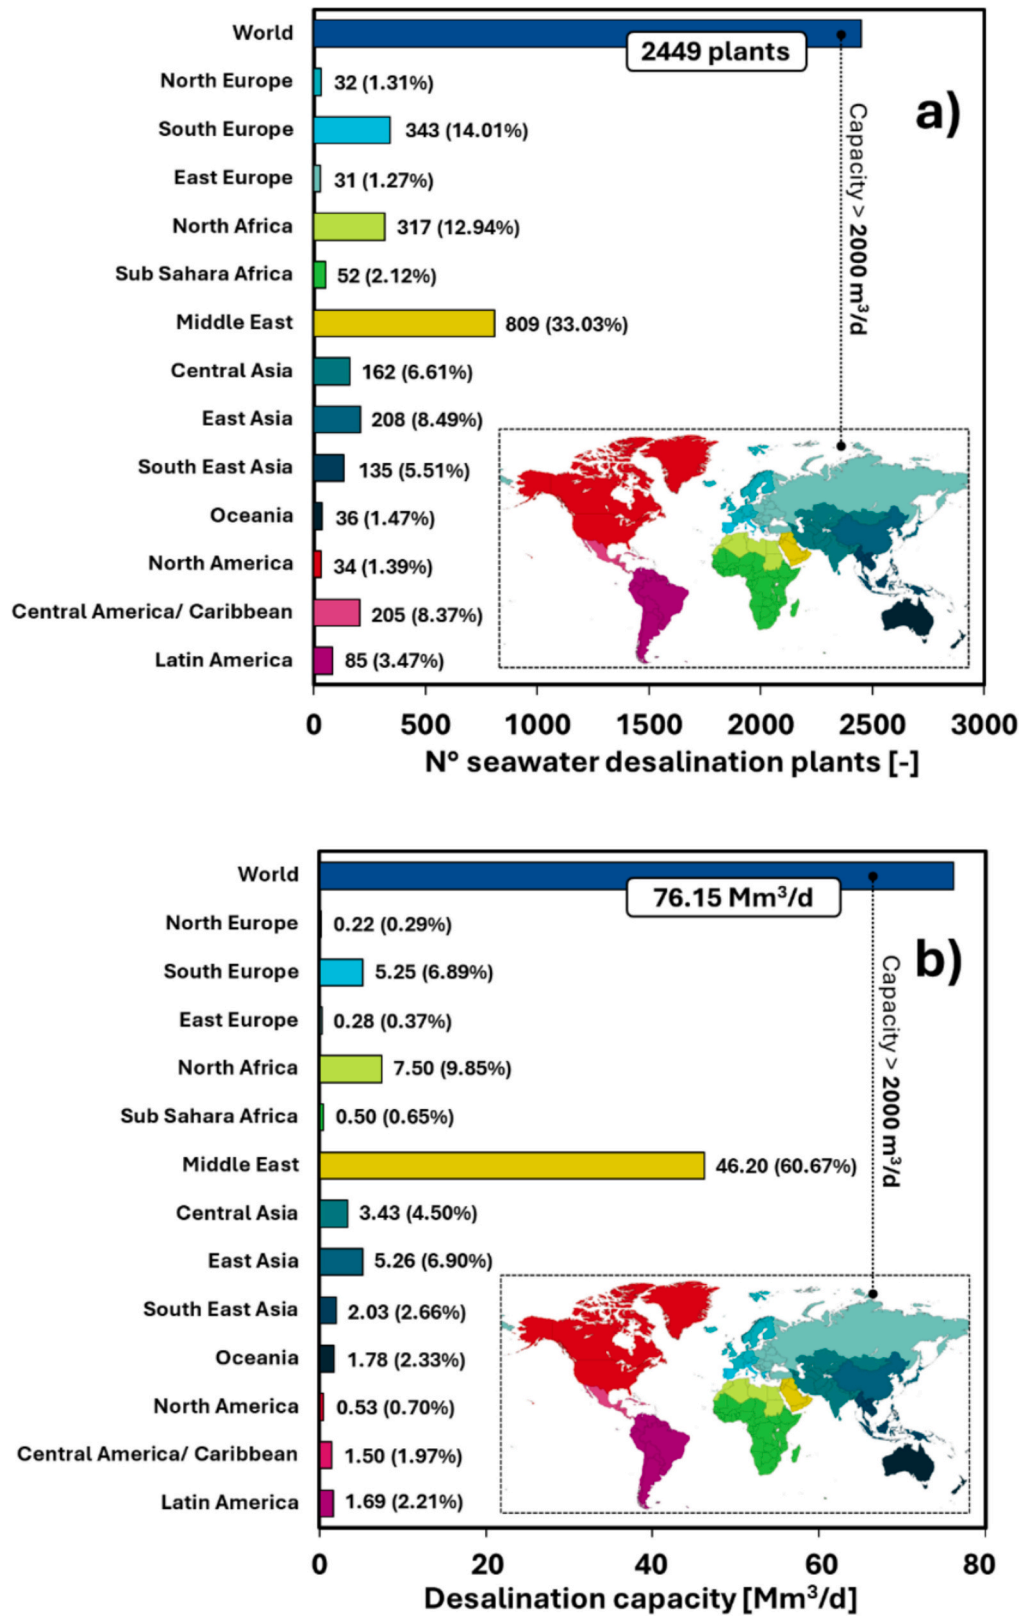 World
2449 plants
a)
North Europe 32 (1.31%)
South Europe 343 (14.01%)
East Europe 31 (1.27%)
North Africa 317 (12.94%)
Sub Sahara Africa 52 (2.12%)
Middle East 809 (33.03%)
Central Asia 162 (6.61%)
East Asia 208 (8.49%)
South East Asia 135 (5.51%)
Oceania 36 (1.47%)
North America 34 (1.39%)
Central America/ Caribbean 205 (8.37%)
Latin America 85 (3.47%)
Capacity > 2000 m³/d
0 500 1000 1500 2000 2500 3000
N° seawater desalination plants [-]
World
76.15 Mm³/d
b)
North Europe 0.22 (0.29%)
South Europe 5.25 (6.89%)
East Europe 0.28 (0.37%)
North Africa 7.50 (9.85%)
Sub Sahara Africa 0.50 (0.65%)
Middle East 46.20 (60.67%)
Central Asia 3.43 (4.50%)
East Asia 5.26 (6.90%)
South East Asia 2.03 (2.66%)
Oceania 1.78 (2.33%)
North America 0.53 (0.70%)
Central America/ Caribbean 1.50 (1.97%)
Latin America 1.69 (2.21%)
Capacity > 2000 m³/d
0 20 40 60 80
Desalination capacity [Mm³/d]